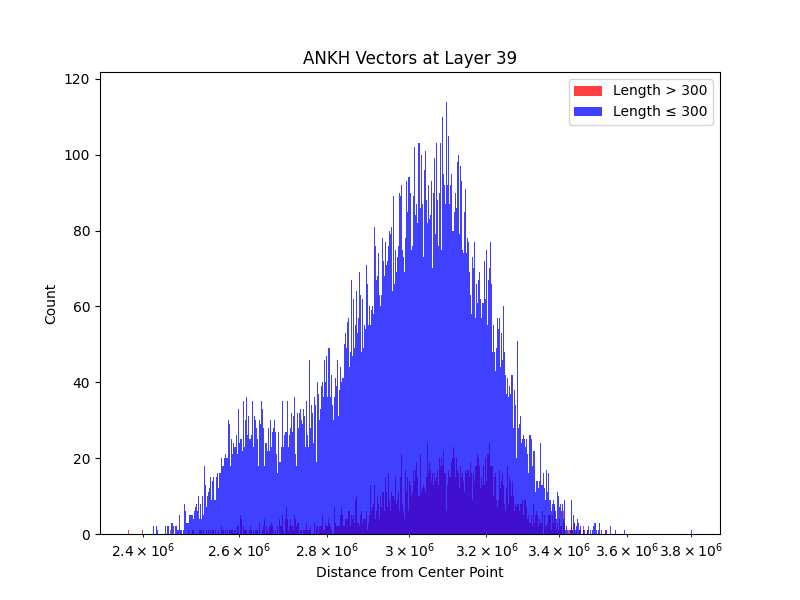 ANKH Vectors at Layer 39
Length > 300
Length ≤ 300
120
100
80
60
40
20
0
Count
2.4 × 10⁶ 2.6 × 10⁶ 2.8 × 10⁶ 3 × 10⁶ 3.2 × 10⁶ 3.4 × 10⁶ 3.6 × 10⁶ 3.8 × 10⁶
Distance from Center Point